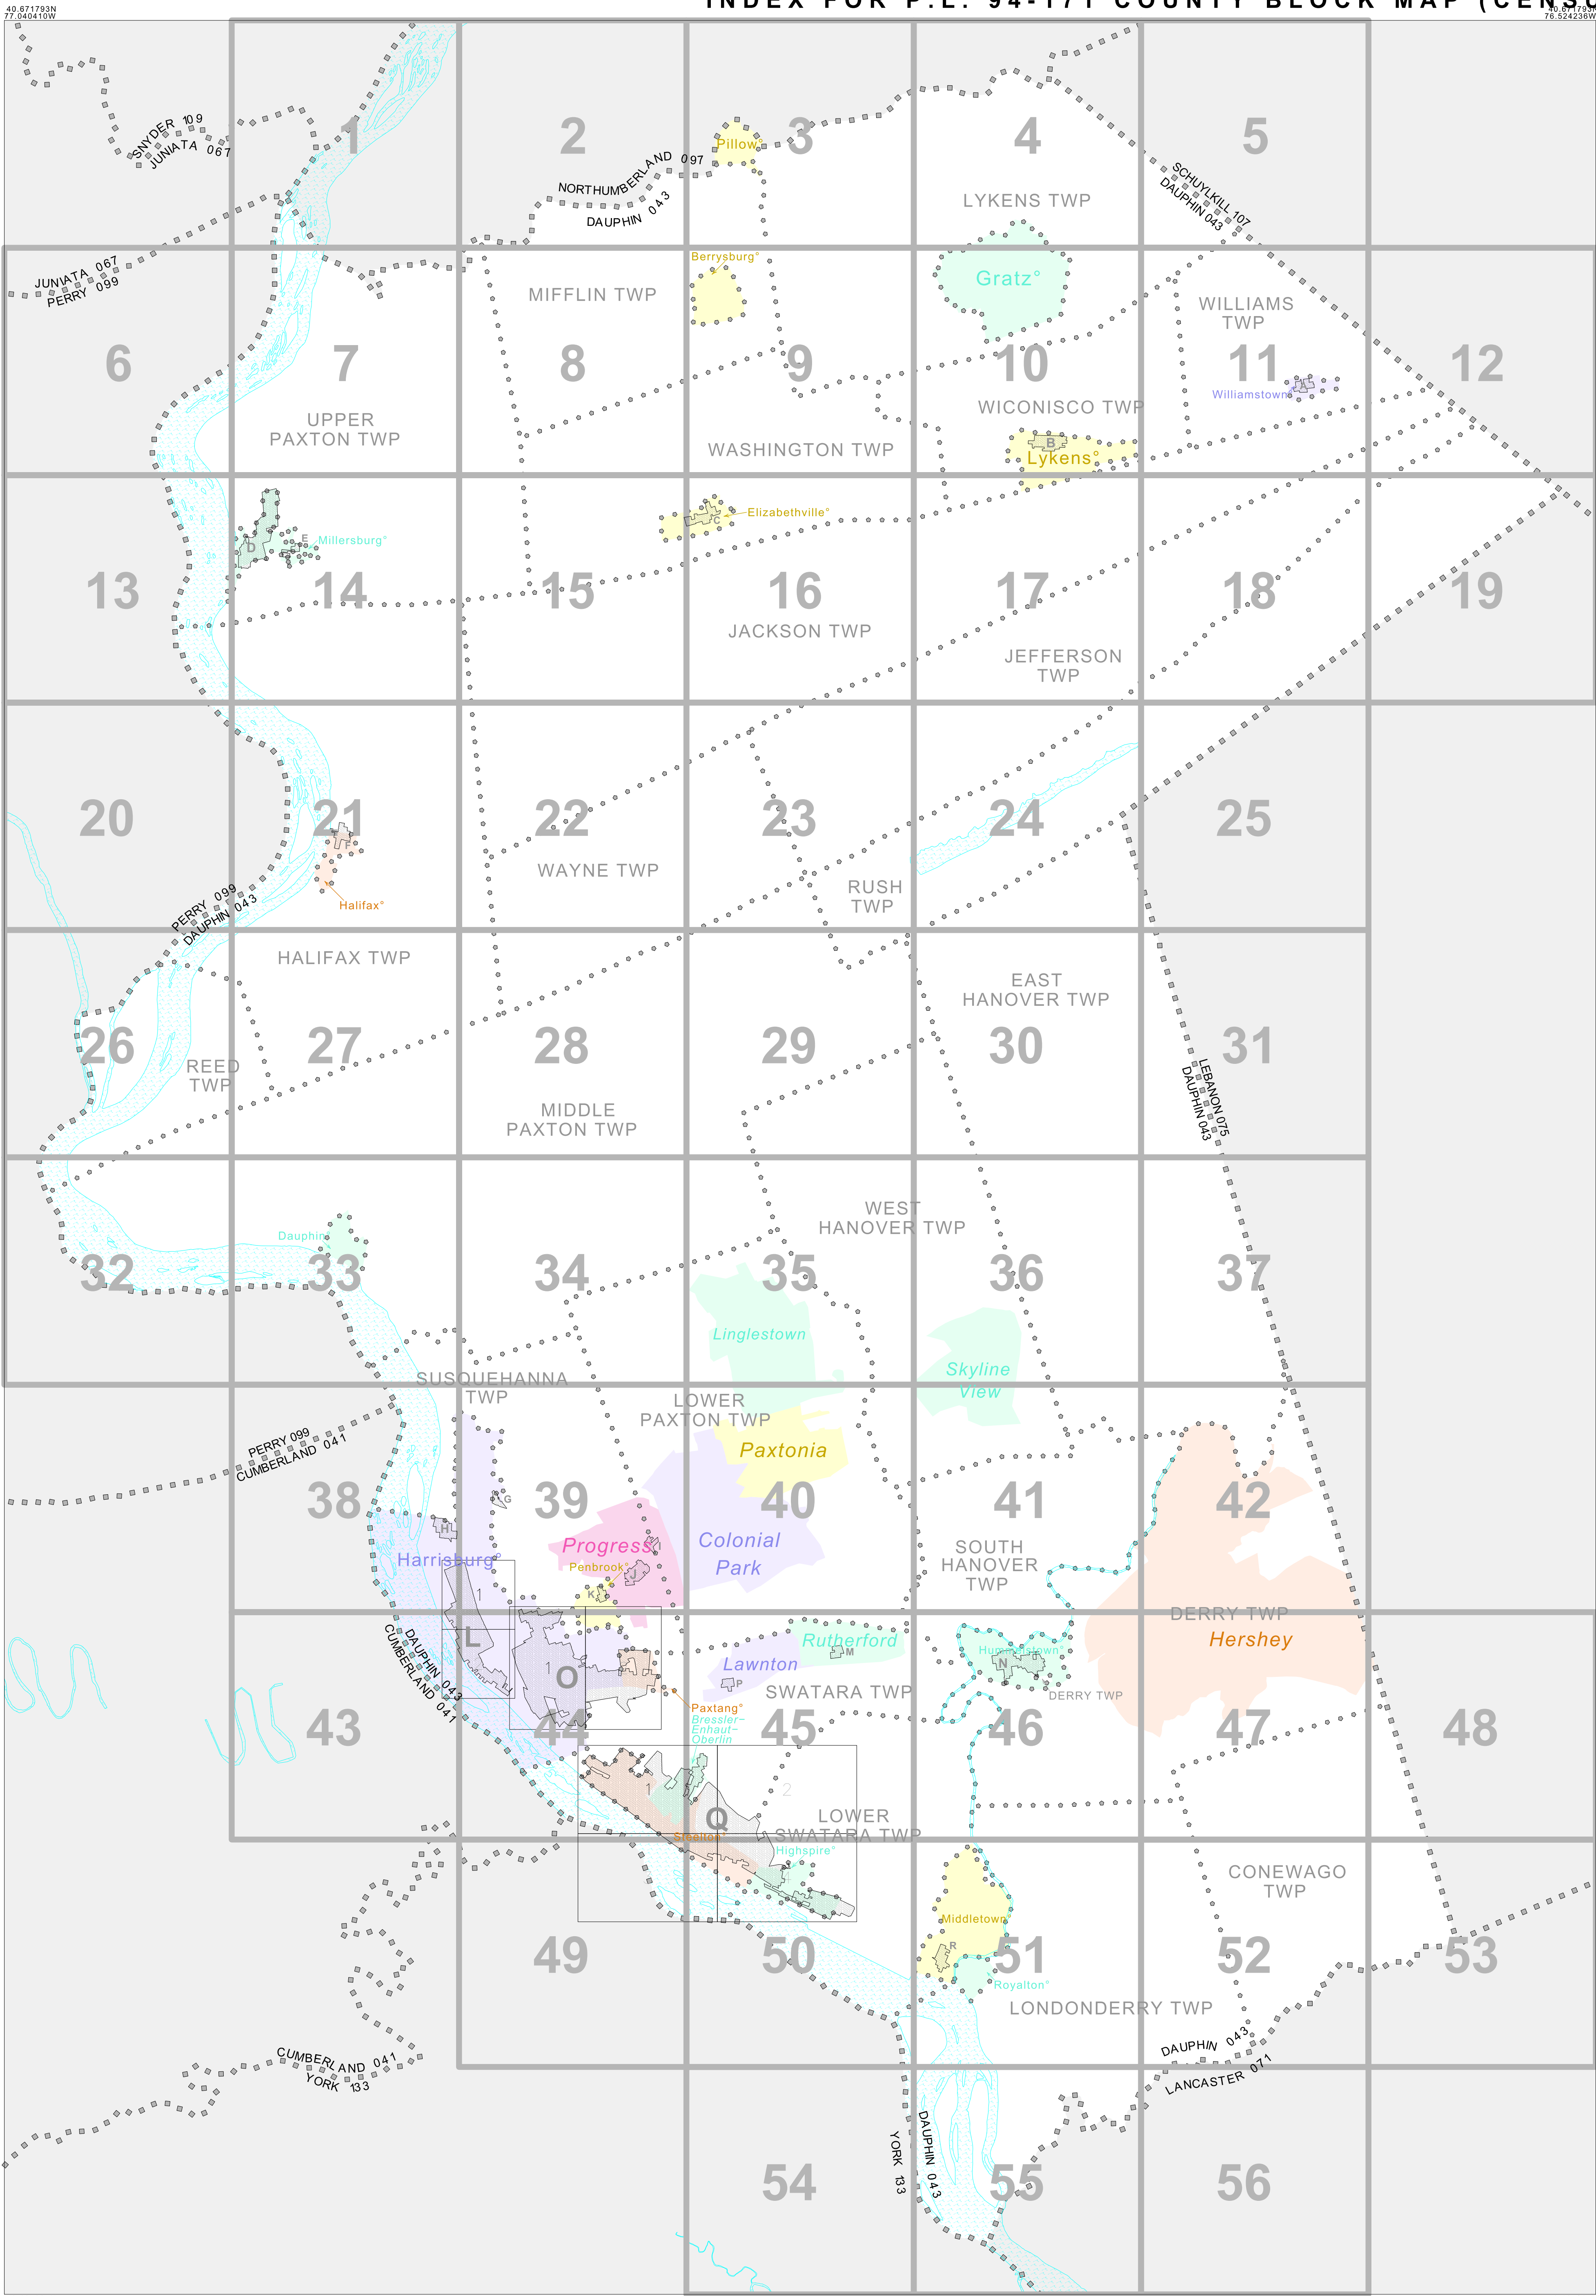 INDEX FOR P.L. 94-171 COUNTY BLOCK MAP (CENSU
40.671793N
77.040410W
40.671793N
76.524236W
1
2
3
4
5
SNYDER 109
JUNIATA 067
NORTHUMBERLAND 097
DAUPHIN 043
Pillow°
LYKENS TWP
SCHUYLKILL 107
DAUPHIN 043
JUNIATA 067
PERRY 099
MIFFLIN TWP
Berrysburg°
Gratz°
WILLIAMS
TWP
6
7
8
9
10
11
12
Williamstown
A
UPPER
PAXTON TWP
WICONISCO TWP
WASHINGTON TWP
B
Lykens°
C
Elizabethville°
D
E
Millersburg°
13
14
15
16
17
18
19
JACKSON TWP
JEFFERSON
TWP
20
21
22
23
24
25
F
WAYNE TWP
RUSH
TWP
Halifax°
PERRY 099
DAUPHIN 043
HALIFAX TWP
EAST
HANOVER TWP
26
27
28
29
30
31
REED
TWP
LEBANON 075
DAUPHIN 043
MIDDLE
PAXTON TWP
WEST
HANOVER TWP
Dauphin°
32
33
34
35
36
37
Linglestown
Skyline
View
SUSQUEHANNA
TWP
LOWER
PAXTON TWP
PERRY 099
CUMBERLAND 041
Paxtonia
38
39
40
41
42
G
H
Harrisburg°
Progress
Colonial
Park
SOUTH
HANOVER
TWP
Penbrook°
J
K
1
L
DERRY TWP
Hershey
Rutherford
M
Hummelstown°
N
Lawnton
P
DAUPHIN 043
CUMBERLAND 041
1
O
SWATARA TWP
DERRY TWP
Paxtang°
Bressler-
Enhaut-
Oberlin
43
44
45
46
47
48
1
2
Q
LOWER
SWATARA TWP
Steelton°
Highspire°
CONEWAGO
TWP
Middletown°
R
49
50
51
52
53
Royalton°
LONDONDERRY TWP
DAUPHIN 043
LANCASTER 071
CUMBERLAND 041
YORK 133
YORK 133
DAUPHIN 043
54
55
56